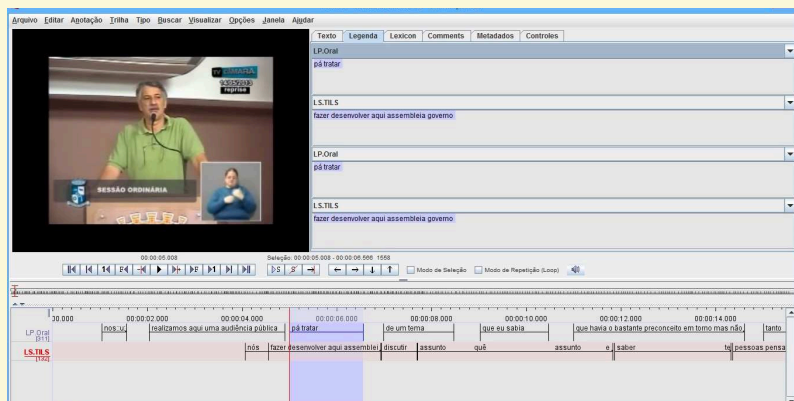 Arquivo Editar Anotação Trilha Tipo Buscar Visualizar Opções Janela Ajudar
Texto Legenda Lexicon Comments Metadados Controles
LP.Oral
pá tratar
LS.TILS
fazer desenvolver aqui assembleia governo
LP.Oral
pá tratar
LS.TILS
fazer desenvolver aqui assembleia governo
14/05/2013
reprise
SESSÃO ORDINÁRIA
00:00:05.008
Seleção: 00:00:05.008 - 00:00:06.566 1558
Modo de Seleção Modo de Repetição (Loop)
00:00:02.000 00:00:04.000 00:00:06.000 00:00:08.000 00:00:10.000 00:00:12.000 00:00:14.000
LP.Oral nos::u, realizamos aqui uma audiência pública pá tratar de um tema que eu sabia que havia o bastante preconceito em torno mas não, tanto
LS.TILS nós fazer desenvolver aqui assemblei discutir assunto quê assunto e saber te pessoas pensa